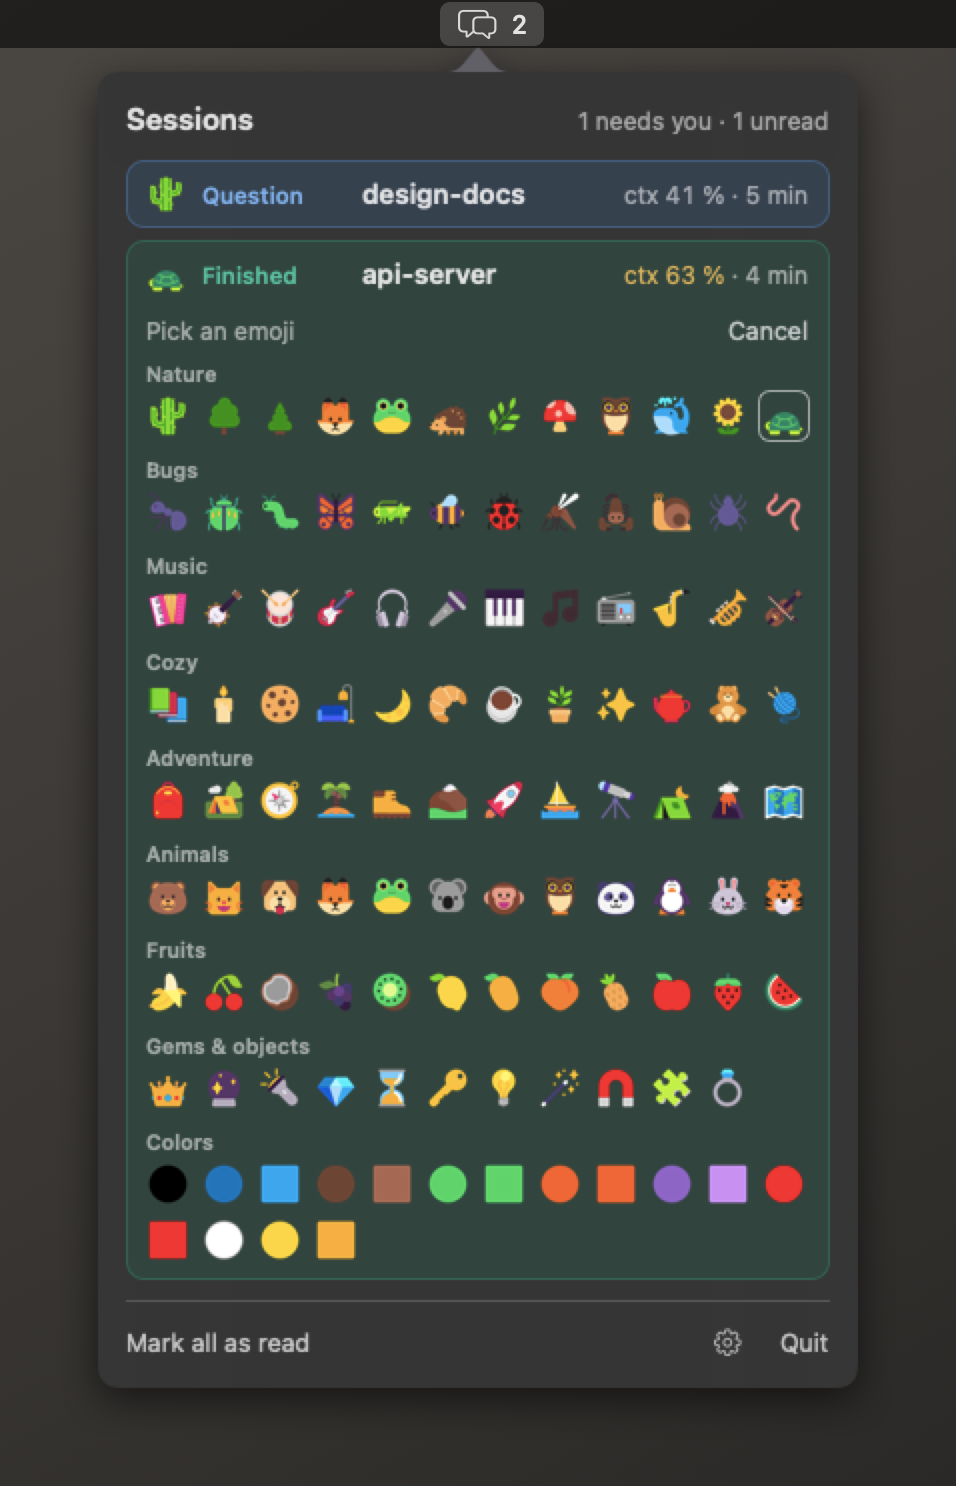 2
Sessions 1 needs you · 1 unread
Question design-docs ctx 41 % · 5 min
Finished api-server ctx 63 % · 4 min
Pick an emoji Cancel
Nature
Bugs
Music
Cozy
Adventure
Animals
Fruits
Gems & objects
Colors
Mark all as read Quit